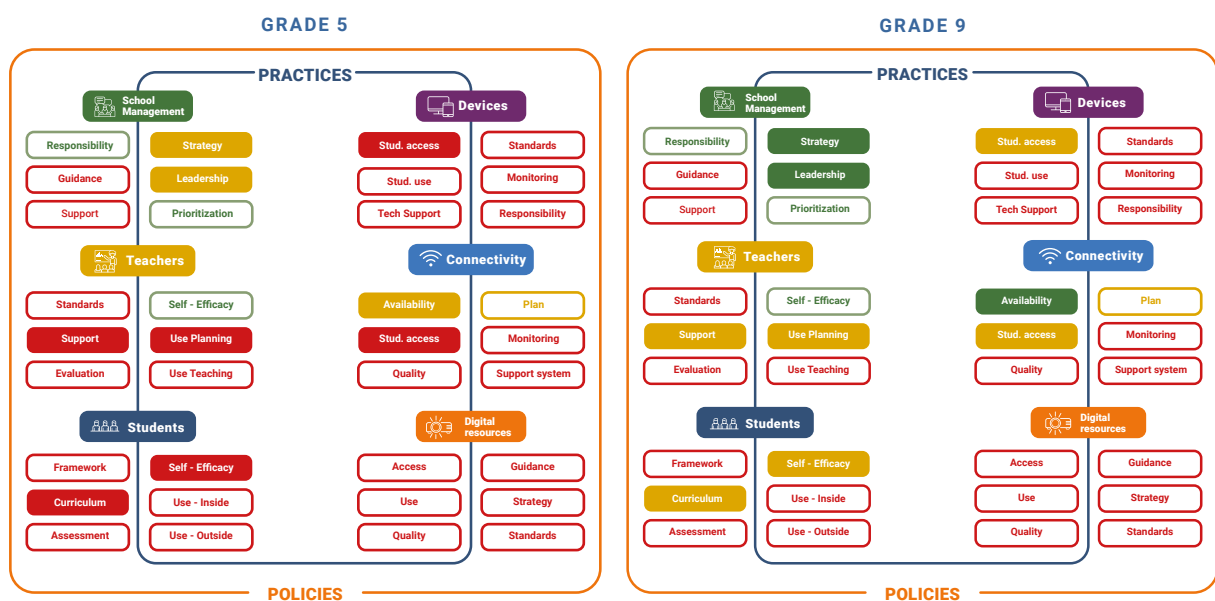 GRADE 5
PRACTICES
School
Management
Devices
Responsibility
Strategy
Stud. access
Standards
Guidance
Leadership
Stud. use
Monitoring
Support
Prioritization
Tech Support
Responsibility
Teachers
Connectivity
Standards
Self - Efficacy
Availability
Plan
Support
Use Planning
Stud. access
Monitoring
Evaluation
Use Teaching
Quality
Support system
Students
Digital
resources
Framework
Self - Efficacy
Access
Guidance
Curriculum
Use - Inside
Use
Strategy
Assessment
Use - Outside
Quality
Standards
POLICIES
GRADE 9
PRACTICES
School
Management
Devices
Responsibility
Strategy
Stud. access
Standards
Guidance
Leadership
Stud. use
Monitoring
Support
Prioritization
Tech Support
Responsibility
Teachers
Connectivity
Standards
Self - Efficacy
Availability
Plan
Support
Use Planning
Stud. access
Monitoring
Evaluation
Use Teaching
Quality
Support system
Students
Digital
resources
Framework
Self - Efficacy
Access
Guidance
Curriculum
Use - Inside
Use
Strategy
Assessment
Use - Outside
Quality
Standards
POLICIES